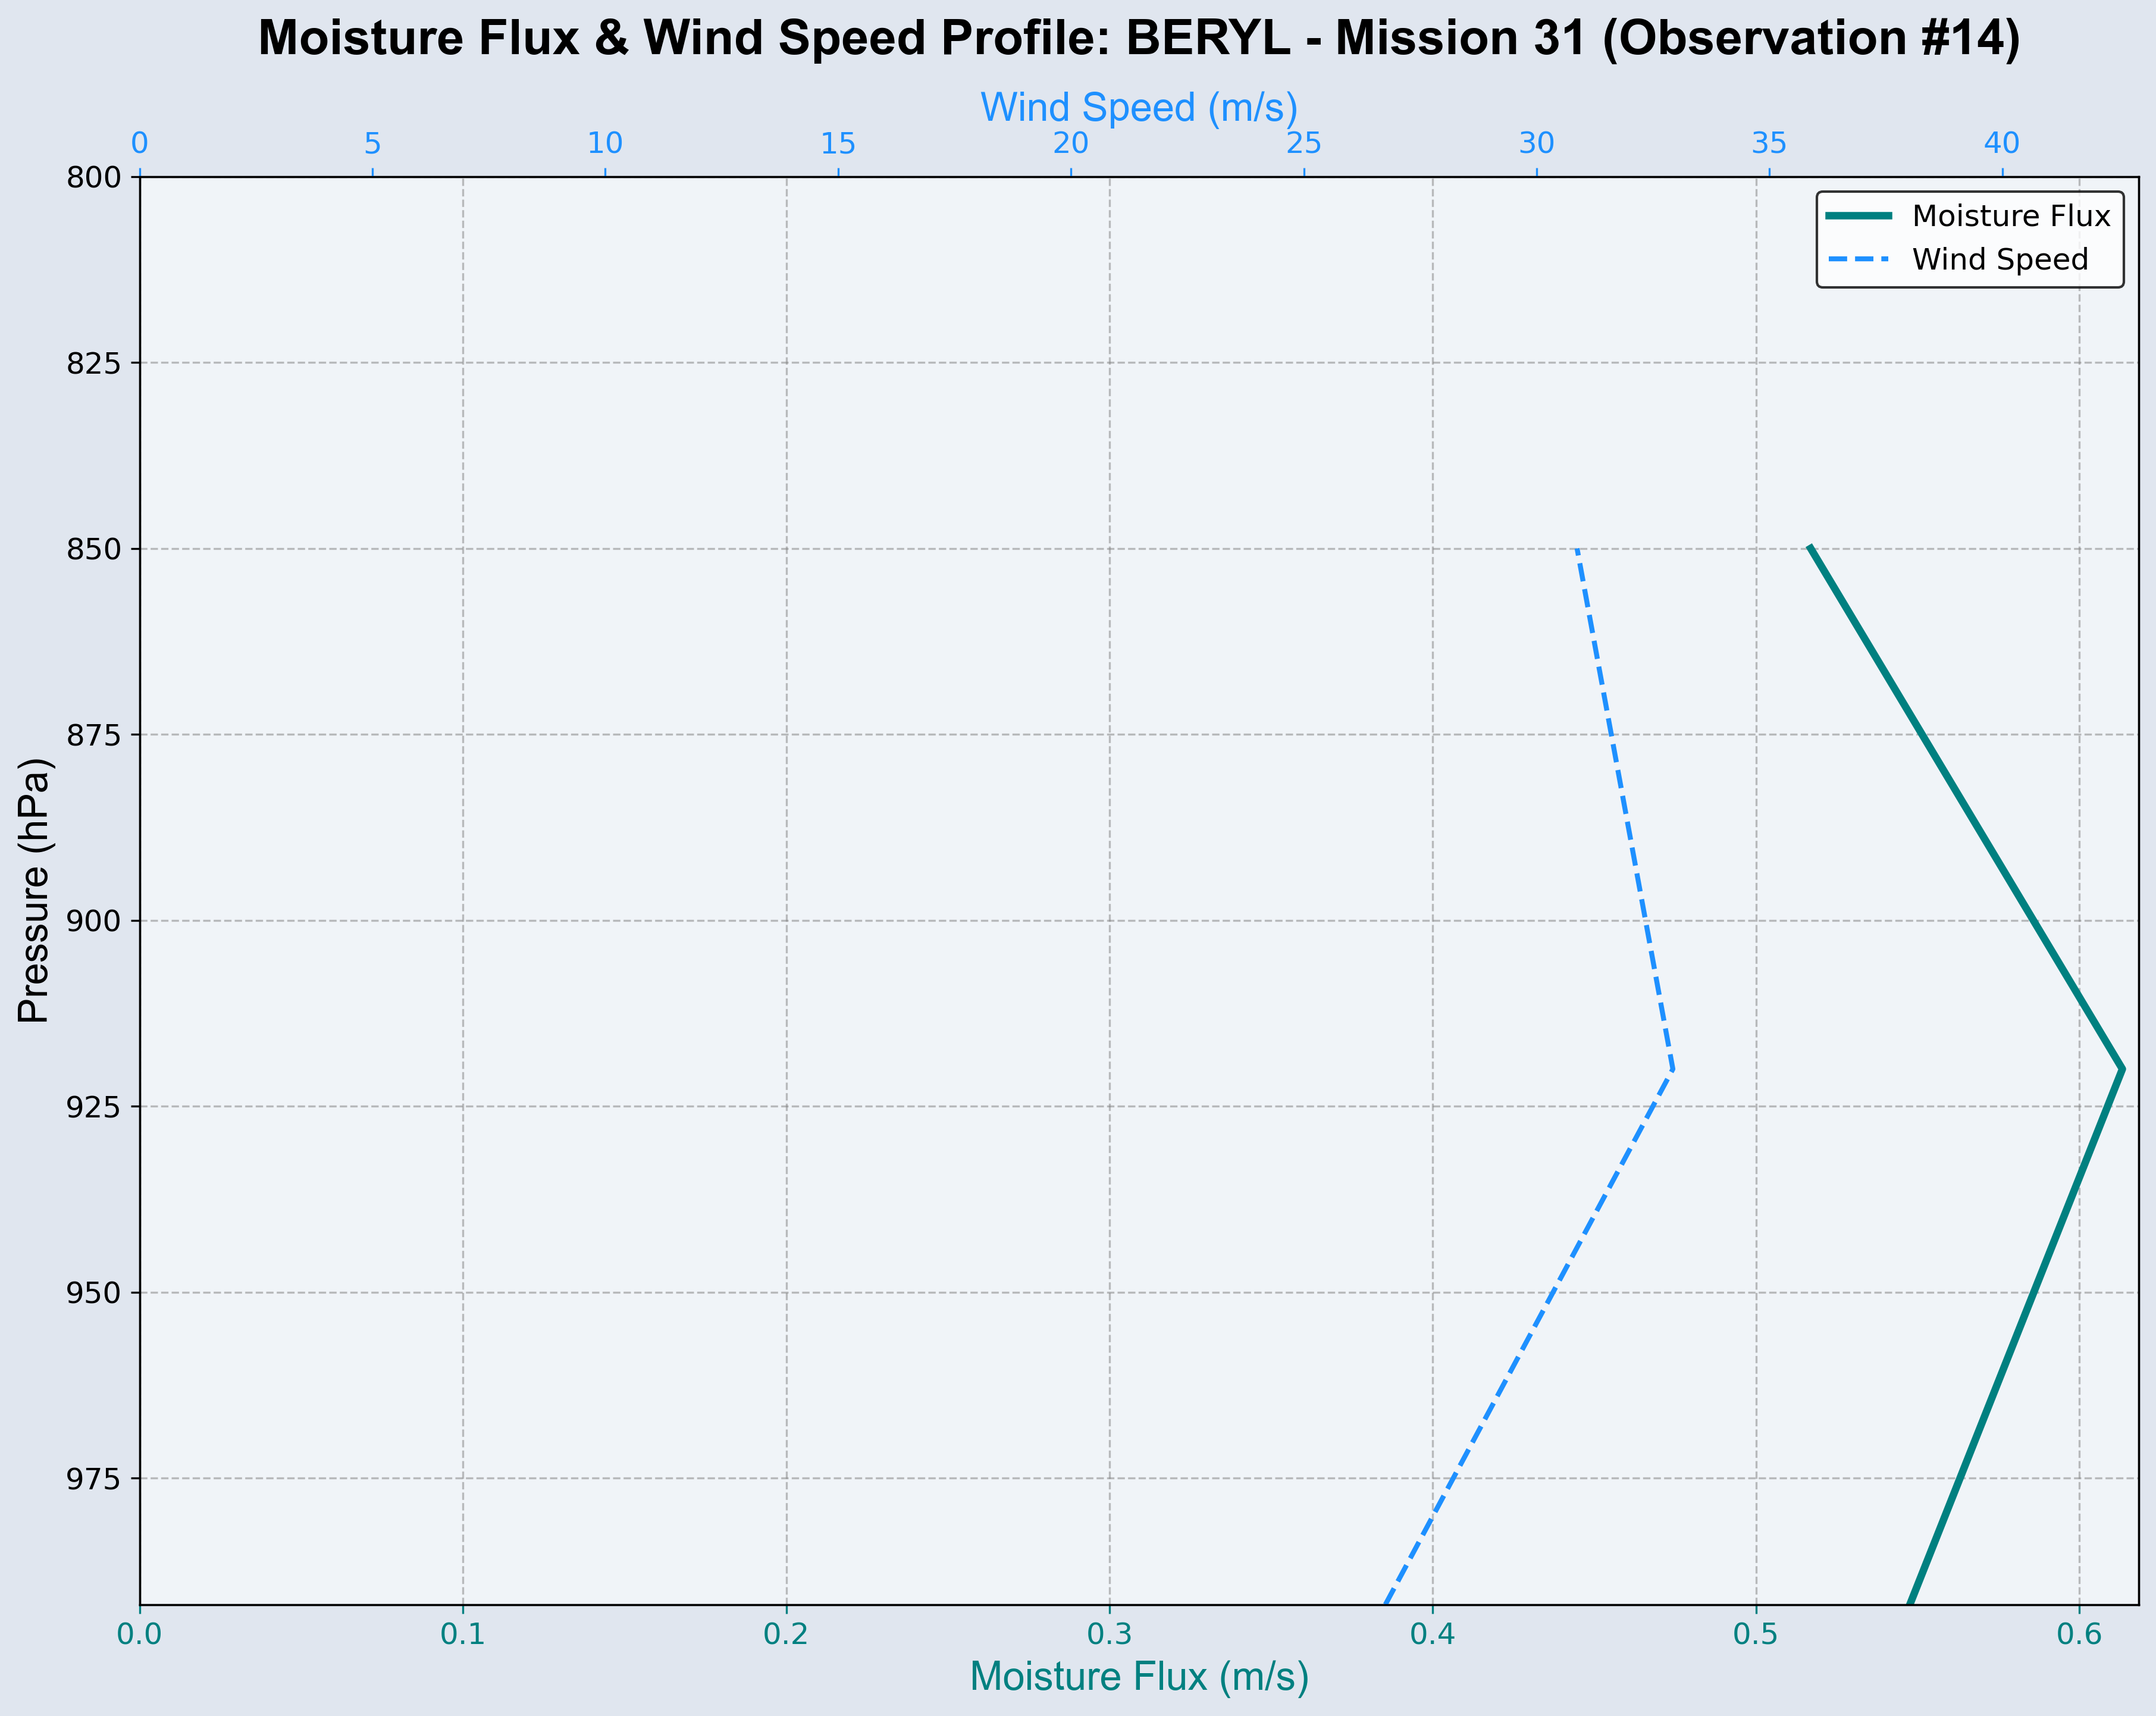 Moisture Flux & Wind Speed Profile: BERYL - Mission 31 (Observation #14)
Wind Speed (m/s)
0 5 10 15 20 25 30 35 40
Moisture Flux
Wind Speed
Pressure (hPa)
800
825
850
875
900
925
950
975
0.0 0.1 0.2 0.3 0.4 0.5 0.6
Moisture Flux (m/s)